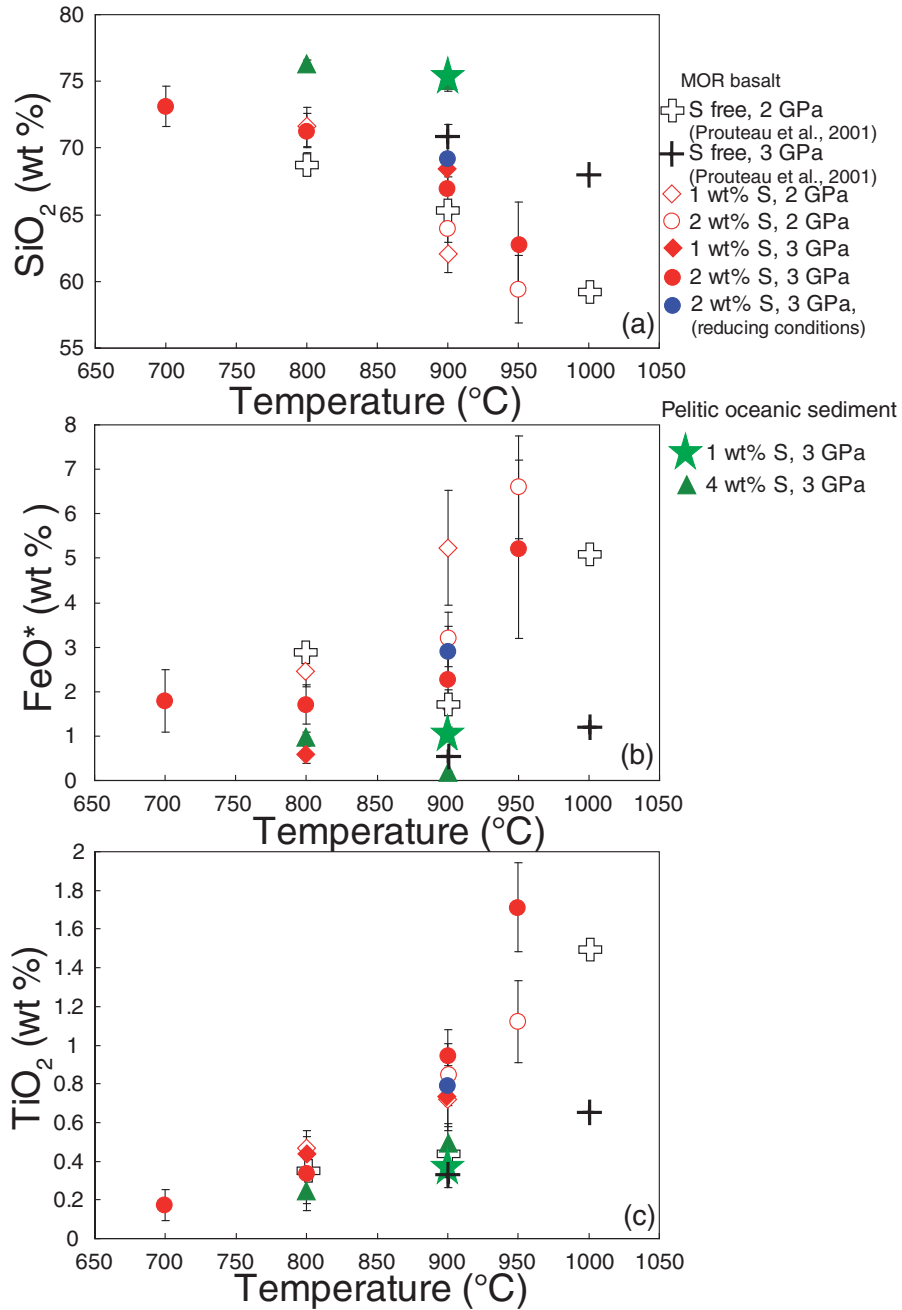 80
75
70
65
60
55
SiO2 (wt %)
(a)
650 700 750 800 850 900 950 1000 1050
Temperature (°C)
MOR basalt
S free, 2 GPa
(Prouteau et al., 2001)
S free, 3 GPa
(Prouteau et al., 2001)
1 wt% S, 2 GPa
2 wt% S, 2 GPa
1 wt% S, 3 GPa
2 wt% S, 3 GPa
2 wt% S, 3 GPa,
(reducing conditions)
Pelitic oceanic sediment
1 wt% S, 3 GPa
4 wt% S, 3 GPa
8
7
6
5
4
3
2
1
0
FeO* (wt %)
(b)
650 700 750 800 850 900 950 1000 1050
Temperature (°C)
2
1.8
1.6
1.4
1.2
1
0.8
0.6
0.4
0.2
0
TiO2 (wt %)
(c)
650 700 750 800 850 900 950 1000 1050
Temperature (°C)